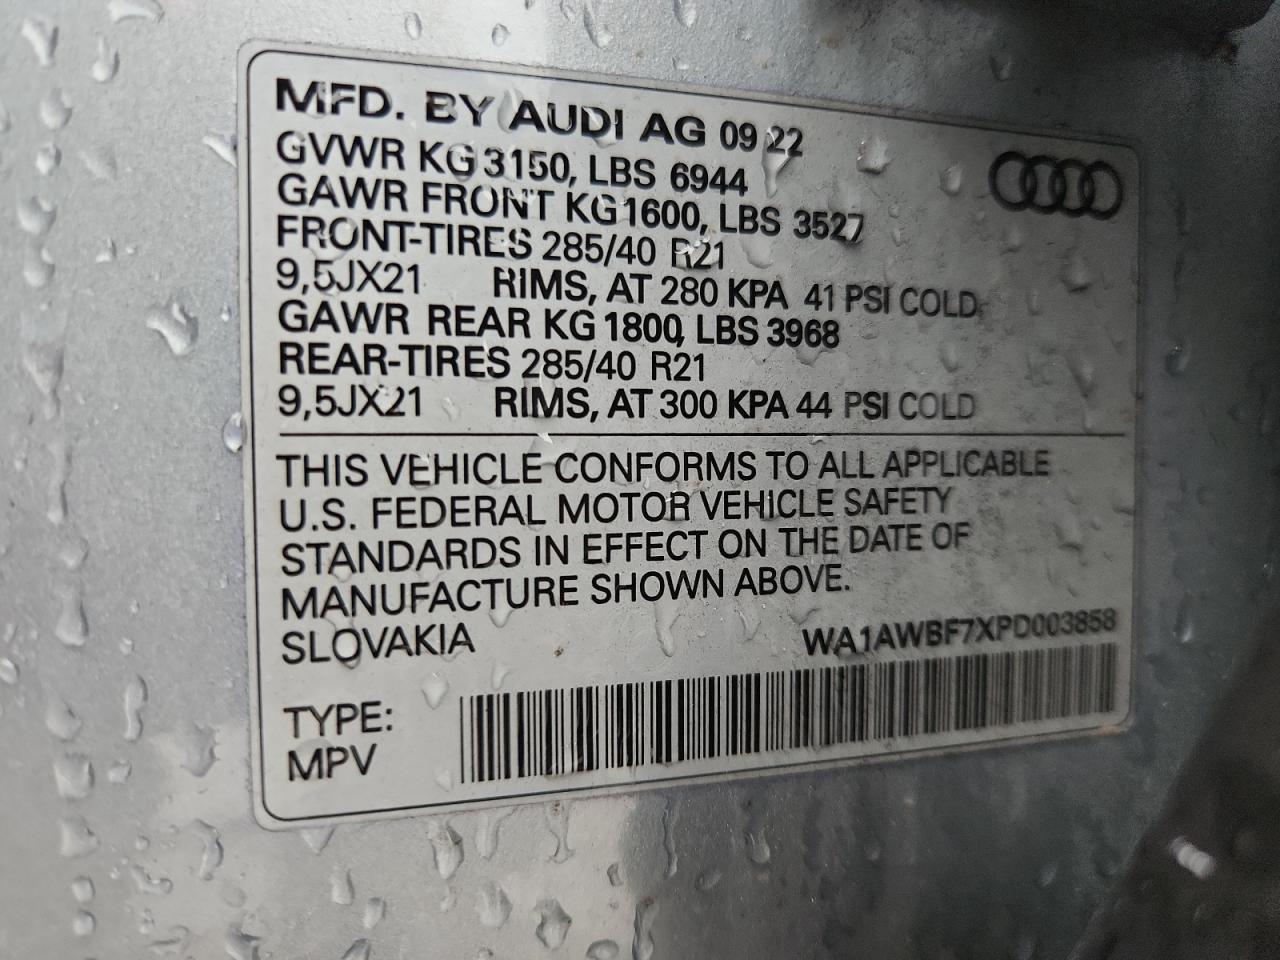 MFD. BY AUDI AG 09 22
GVWR KG 3150, LBS 6944
GAWR FRONT KG 1600, LBS 3527
FRONT-TIRES 285/40 R21
9,5JX21 RIMS, AT 280 KPA 41 PSI COLD,
GAWR REAR KG 1800, LBS 3968
REAR-TIRES 285/40 R21
9,5JX21 RIMS, AT 300 KPA 44 PSI COLD
THIS VEHICLE CONFORMS TO ALL APPLICABLE
U.S. FEDERAL MOTOR VEHICLE SAFETY
STANDARDS IN EFFECT ON THE DATE OF
MANUFACTURE SHOWN ABOVE.
SLOVAKIA WA1AWBF7XPD003858
TYPE:
MPV